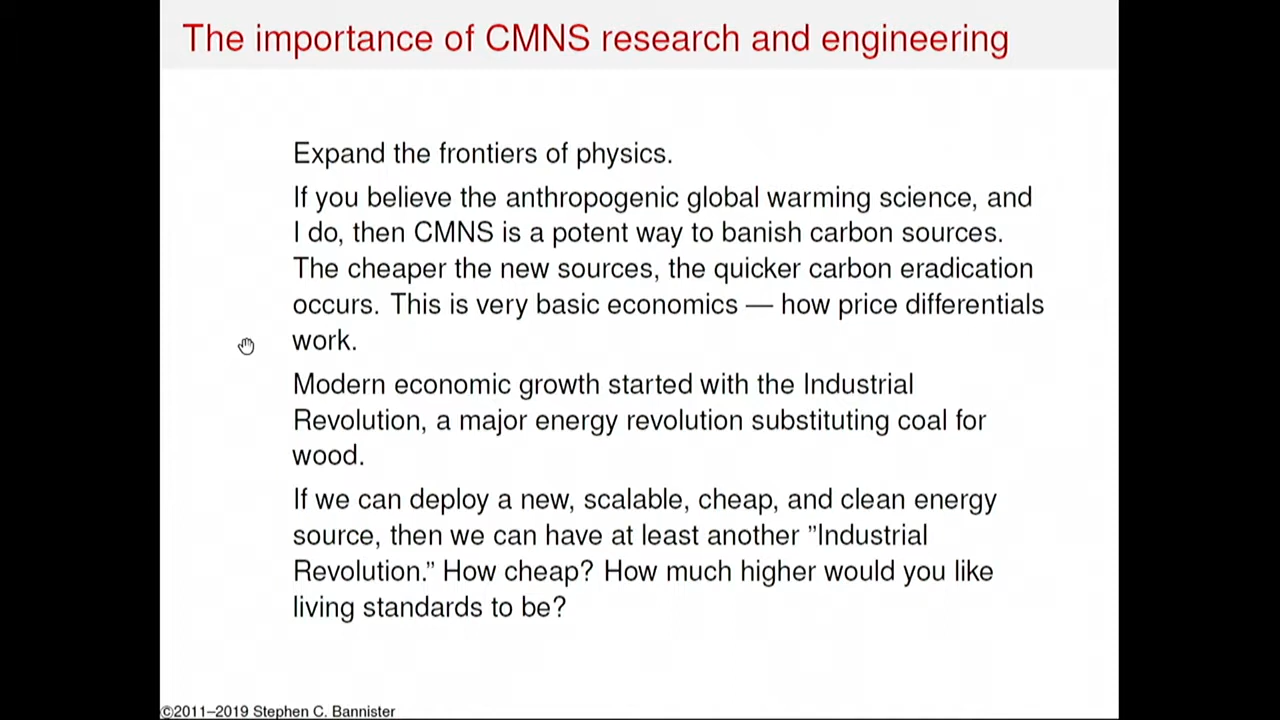 The importance of CMNS research and engineering
Expand the frontiers of physics.
If you believe the anthropogenic global warming science, and
I do, then CMNS is a potent way to banish carbon sources.
The cheaper the new sources, the quicker carbon eradication
occurs. This is very basic economics — how price differentials
work.
Modern economic growth started with the Industrial
Revolution, a major energy revolution substituting coal for
wood.
If we can deploy a new, scalable, cheap, and clean energy
source, then we can have at least another ”Industrial
Revolution.” How cheap? How much higher would you like
living standards to be?
©2011–2019 Stephen C. Bannister